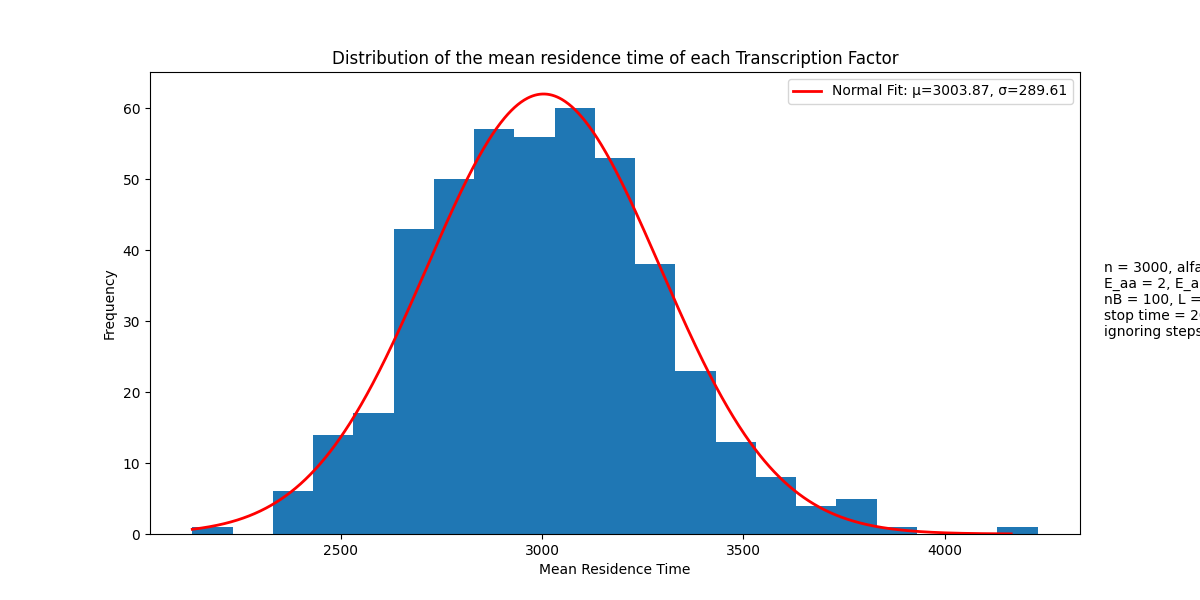 Distribution of the mean residence time of each Transcription Factor
Normal Fit: μ=3003.87, σ=289.61
60
50
40
30
20
10
0
Frequency
2500
3000
3500
4000
Mean Residence Time
n = 3000, alfa
E_aa = 2, E_a
nB = 100, L =
stop time = 2
ignoring steps